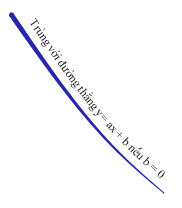 Trùng với đường thẳng y= ax + b nếu b = 0